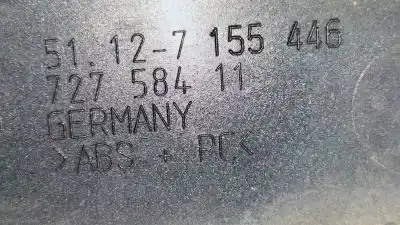 51.12-7 155 446
727 584 11
GERMANY
>ABS + PC<